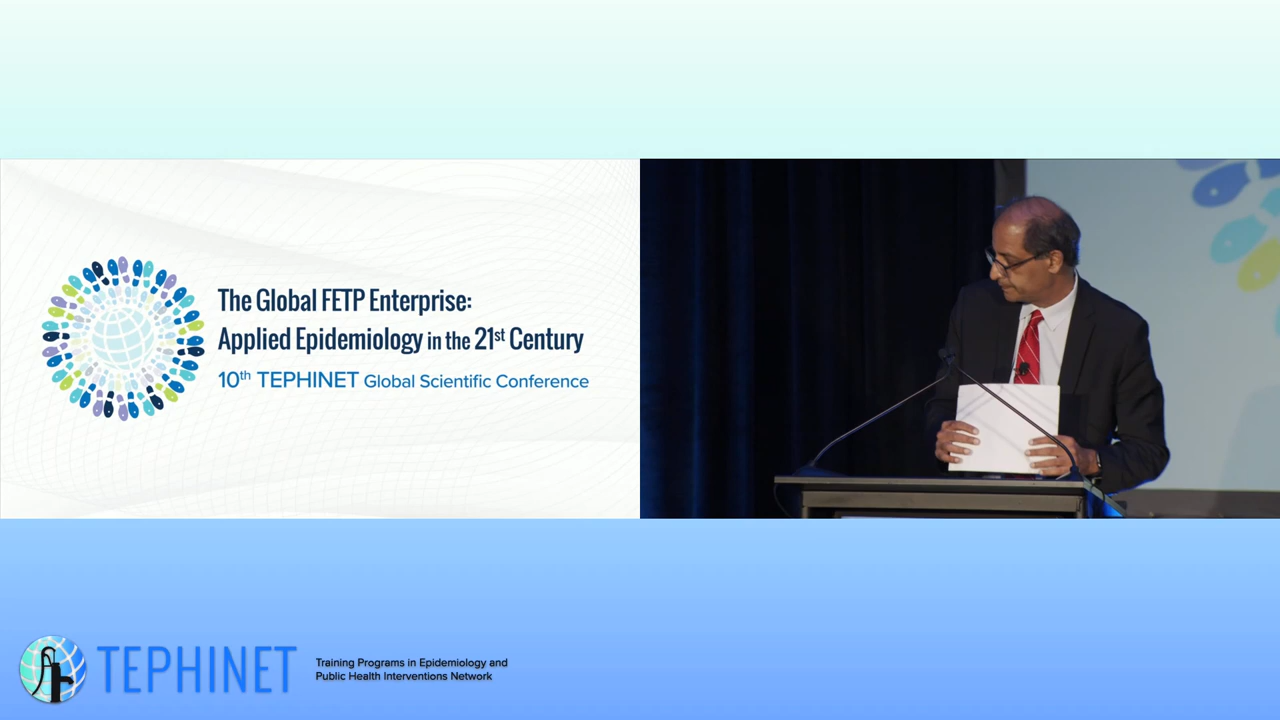 The Global FETP Enterprise:
Applied Epidemiology in the 21st Century
10th TEPHINET Global Scientific Conference
TEPHINET
Training Programs in Epidemiology and
Public Health Interventions Network